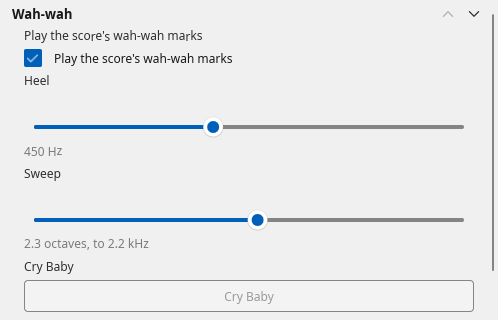 Wah-wah
Play the score's wah-wah marks
Play the score's wah-wah marks
Heel
450 Hz
Sweep
2.3 octaves, to 2.2 kHz
Cry Baby
Cry Baby